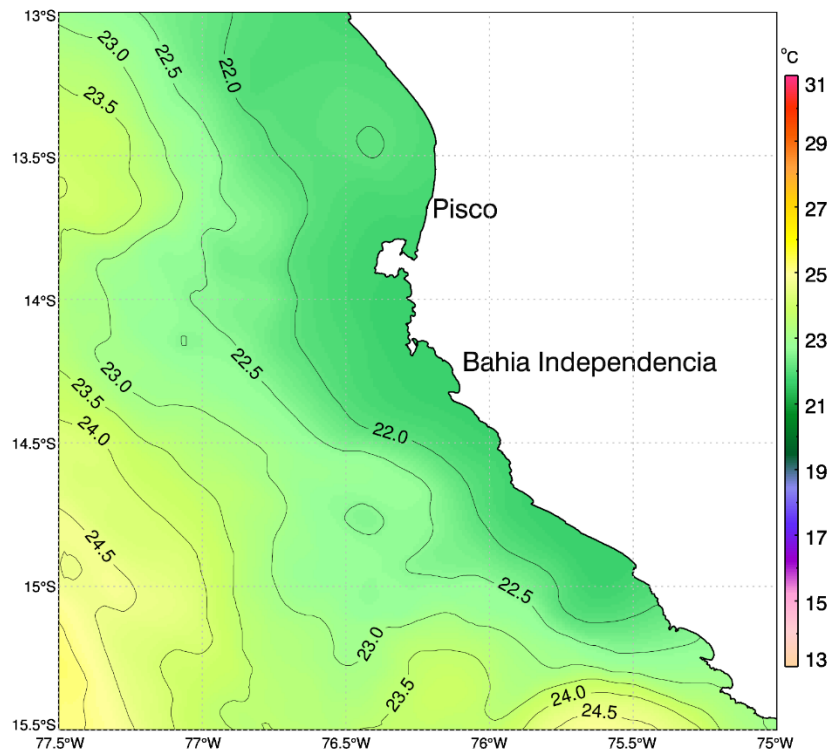 13°S
23.0
22.5
22.0
°C
31
23.5
29
13.5°S
27
Pisco
25
14°S
22.5
23.0
Bahia Independencia
23
23.5
24.0
22.0
21
14.5°S
19
24.5
17
15°S
22.5
15
23.0
23.5
24.0
24.5
13
15.5°S
77.5°W
77°W
76.5°W
76°W
75.5°W
75°W